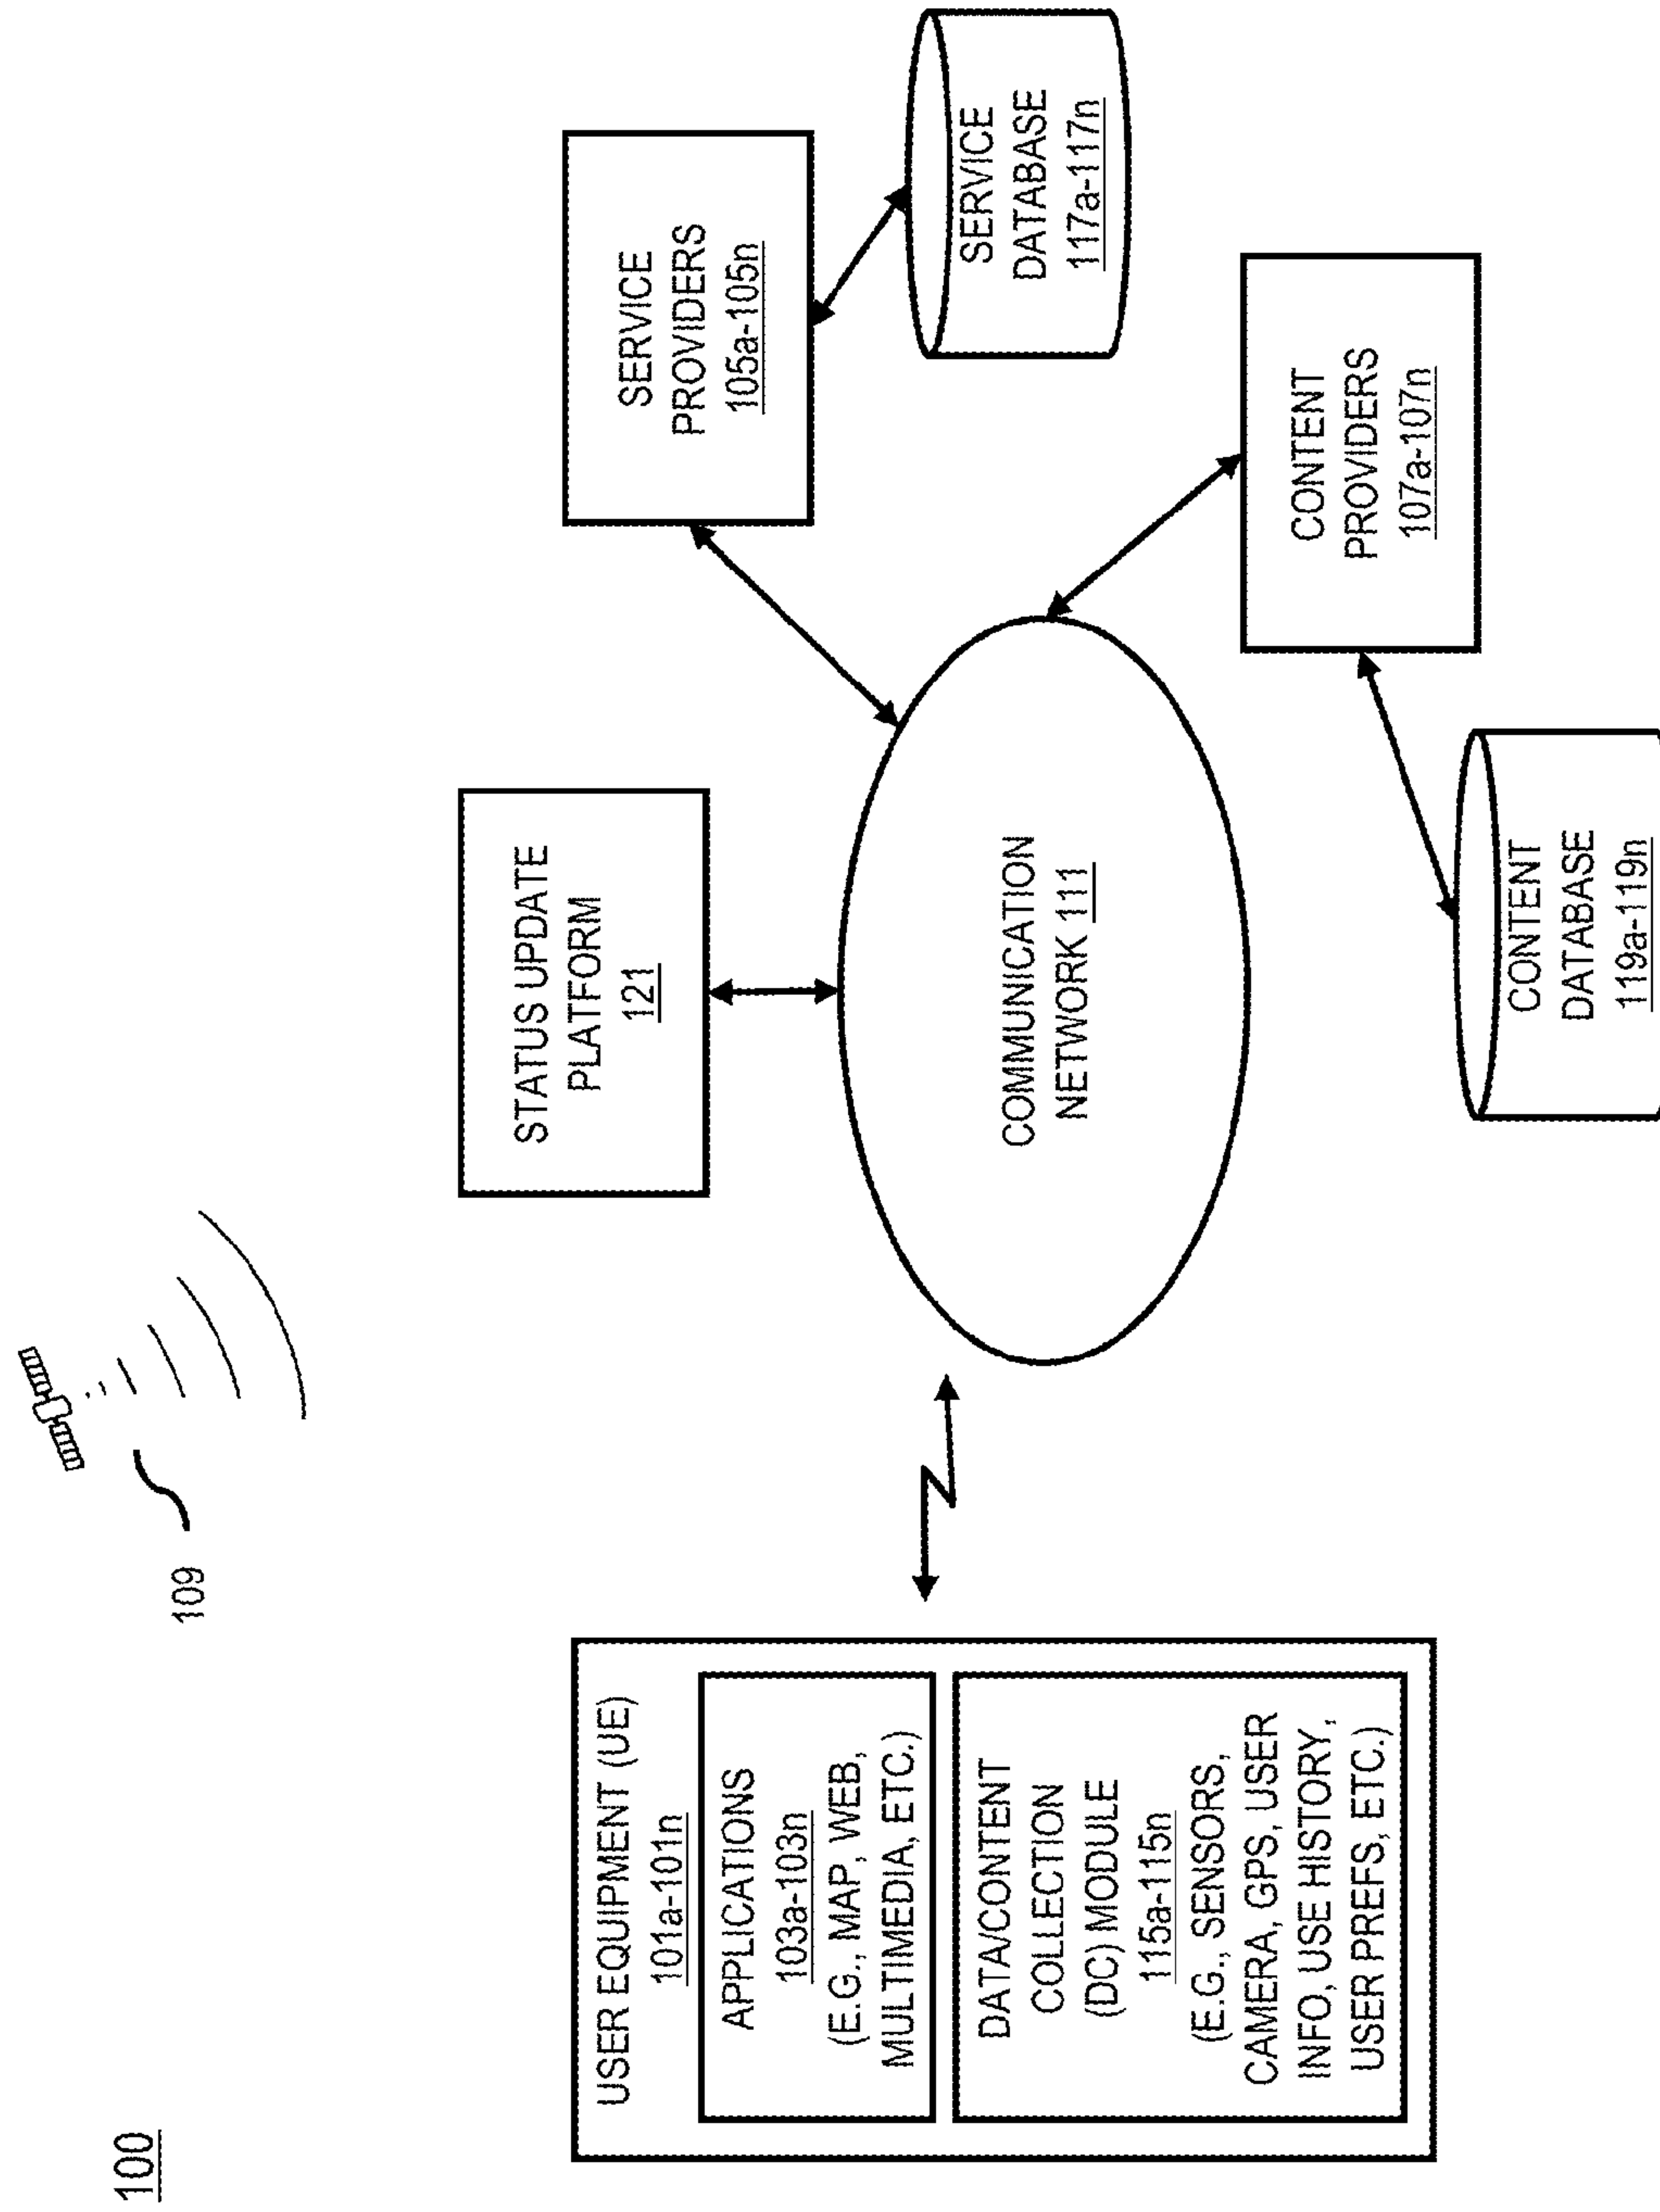 100
109
USER EQUIPMENT (UE)
101a-101n
APPLICATIONS
103a-103n
(E.G., MAP, WEB,
MULTIMEDIA, ETC.)
DATA/CONTENT
COLLECTION
(DC) MODULE
115a-115n
(E.G., SENSORS,
CAMERA, GPS, USER
INFO, USE HISTORY,
USER PREFS, ETC.)
STATUS UPDATE
PLATFORM
121
COMMUNICATION
NETWORK 111
SERVICE
PROVIDERS
105a-105n
SERVICE
DATABASE
117a-117n
CONTENT
PROVIDERS
107a-107n
CONTENT
DATABASE
119a-119n